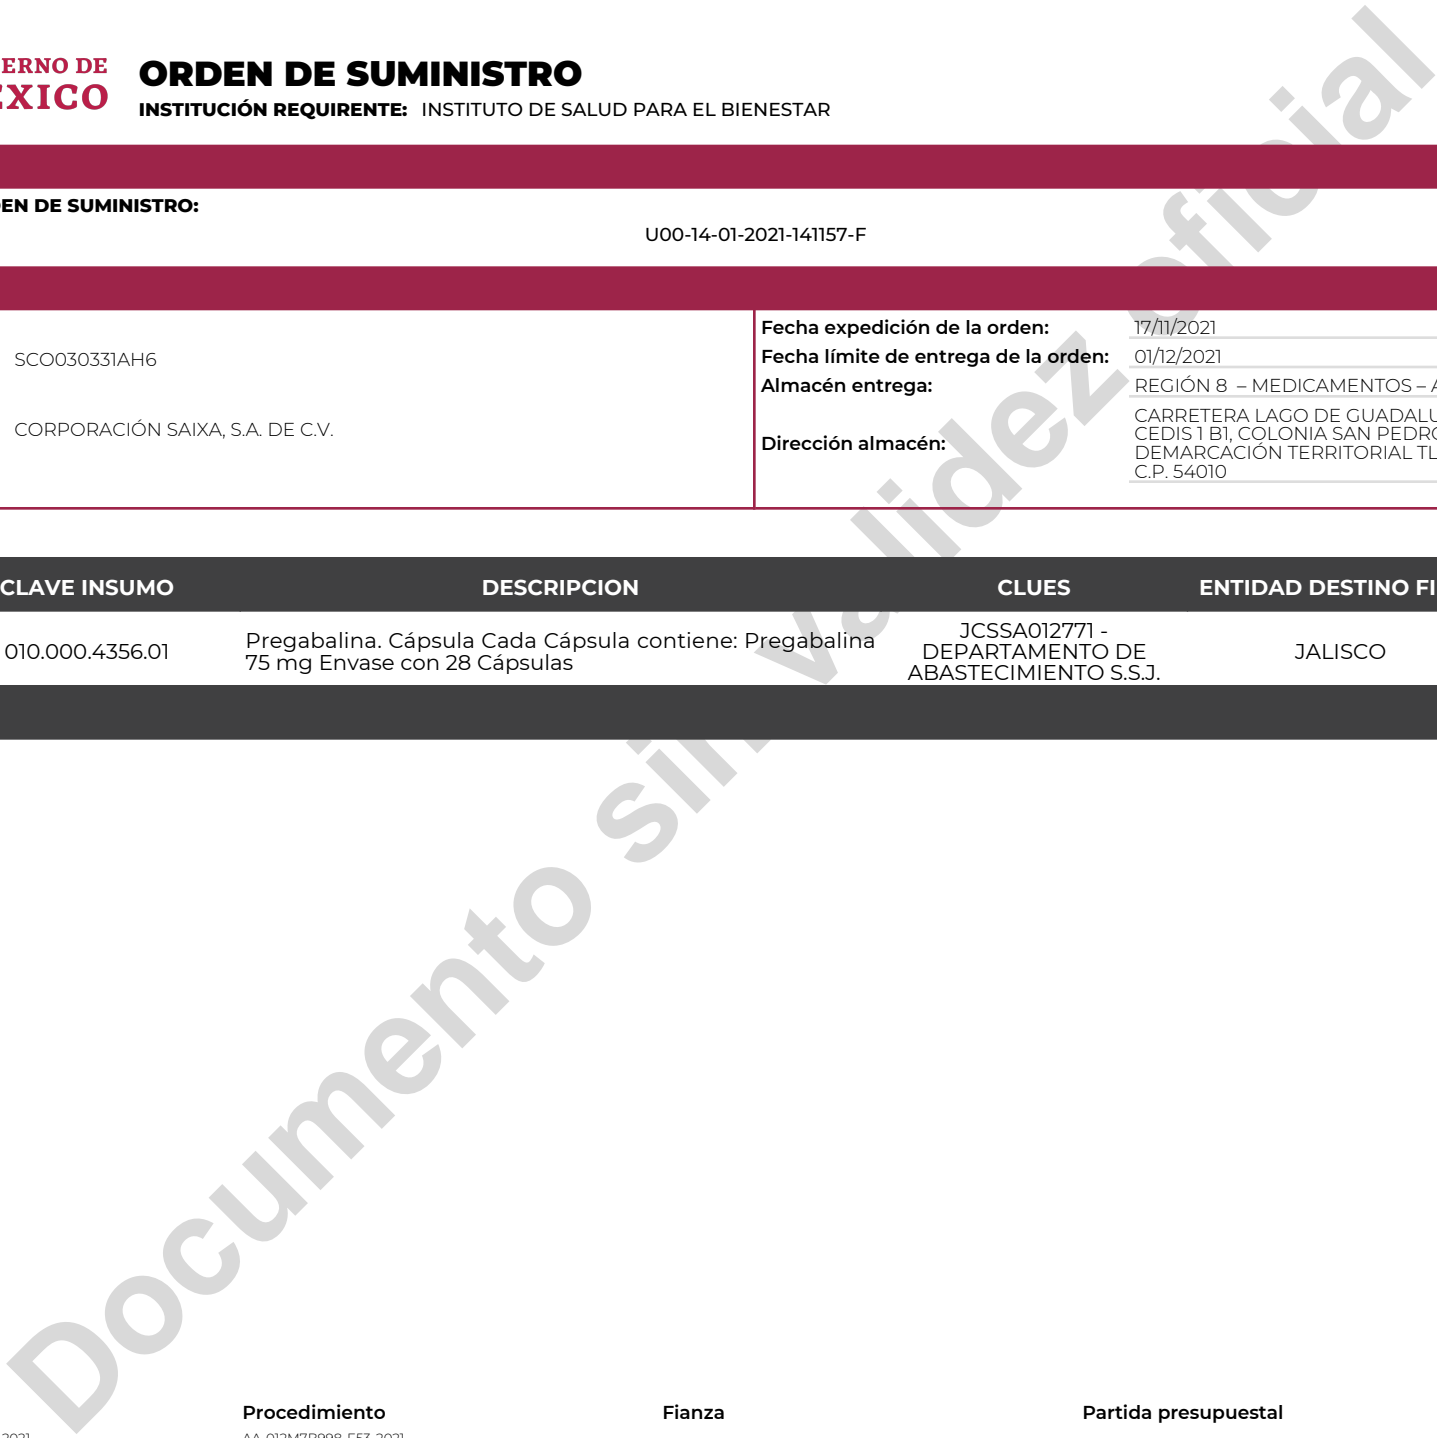 ERNO DE
ORDEN DE SUMINISTRO
INSTITUCIÓN REQUIRENTE: INSTITUTO DE SALUD PARA EL BIENESTAR
EXICO
EN DE SUMINISTRO:
U00-14-01-2021-141157-F
SCO030331AH6
CORPORACIÓN SAIXA, S.A. DE C.V.
Fecha expedición de la orden: 17/11/2021
Fecha límite de entrega de la orden: 01/12/2021
Almacén entrega: REGIÓN 8 – MEDICAMENTOS – A
Dirección almacén:
CARRETERA LAGO DE GUADALU
CEDIS 1 B1, COLONIA SAN PEDRO
DEMARCACIÓN TERRITORIAL TL
C.P. 54010
CLAVE INSUMO DESCRIPCION CLUES ENTIDAD DESTINO FI
010.000.4356.01
Pregabalina. Cápsula Cada Cápsula contiene: Pregabalina
75 mg Envase con 28 Cápsulas
JCSSA012771 -
DEPARTAMENTO DE
ABASTECIMIENTO S.S.J.
JALISCO
Documento sin validez oficial
Procedimiento Fianza Partida presupuestal